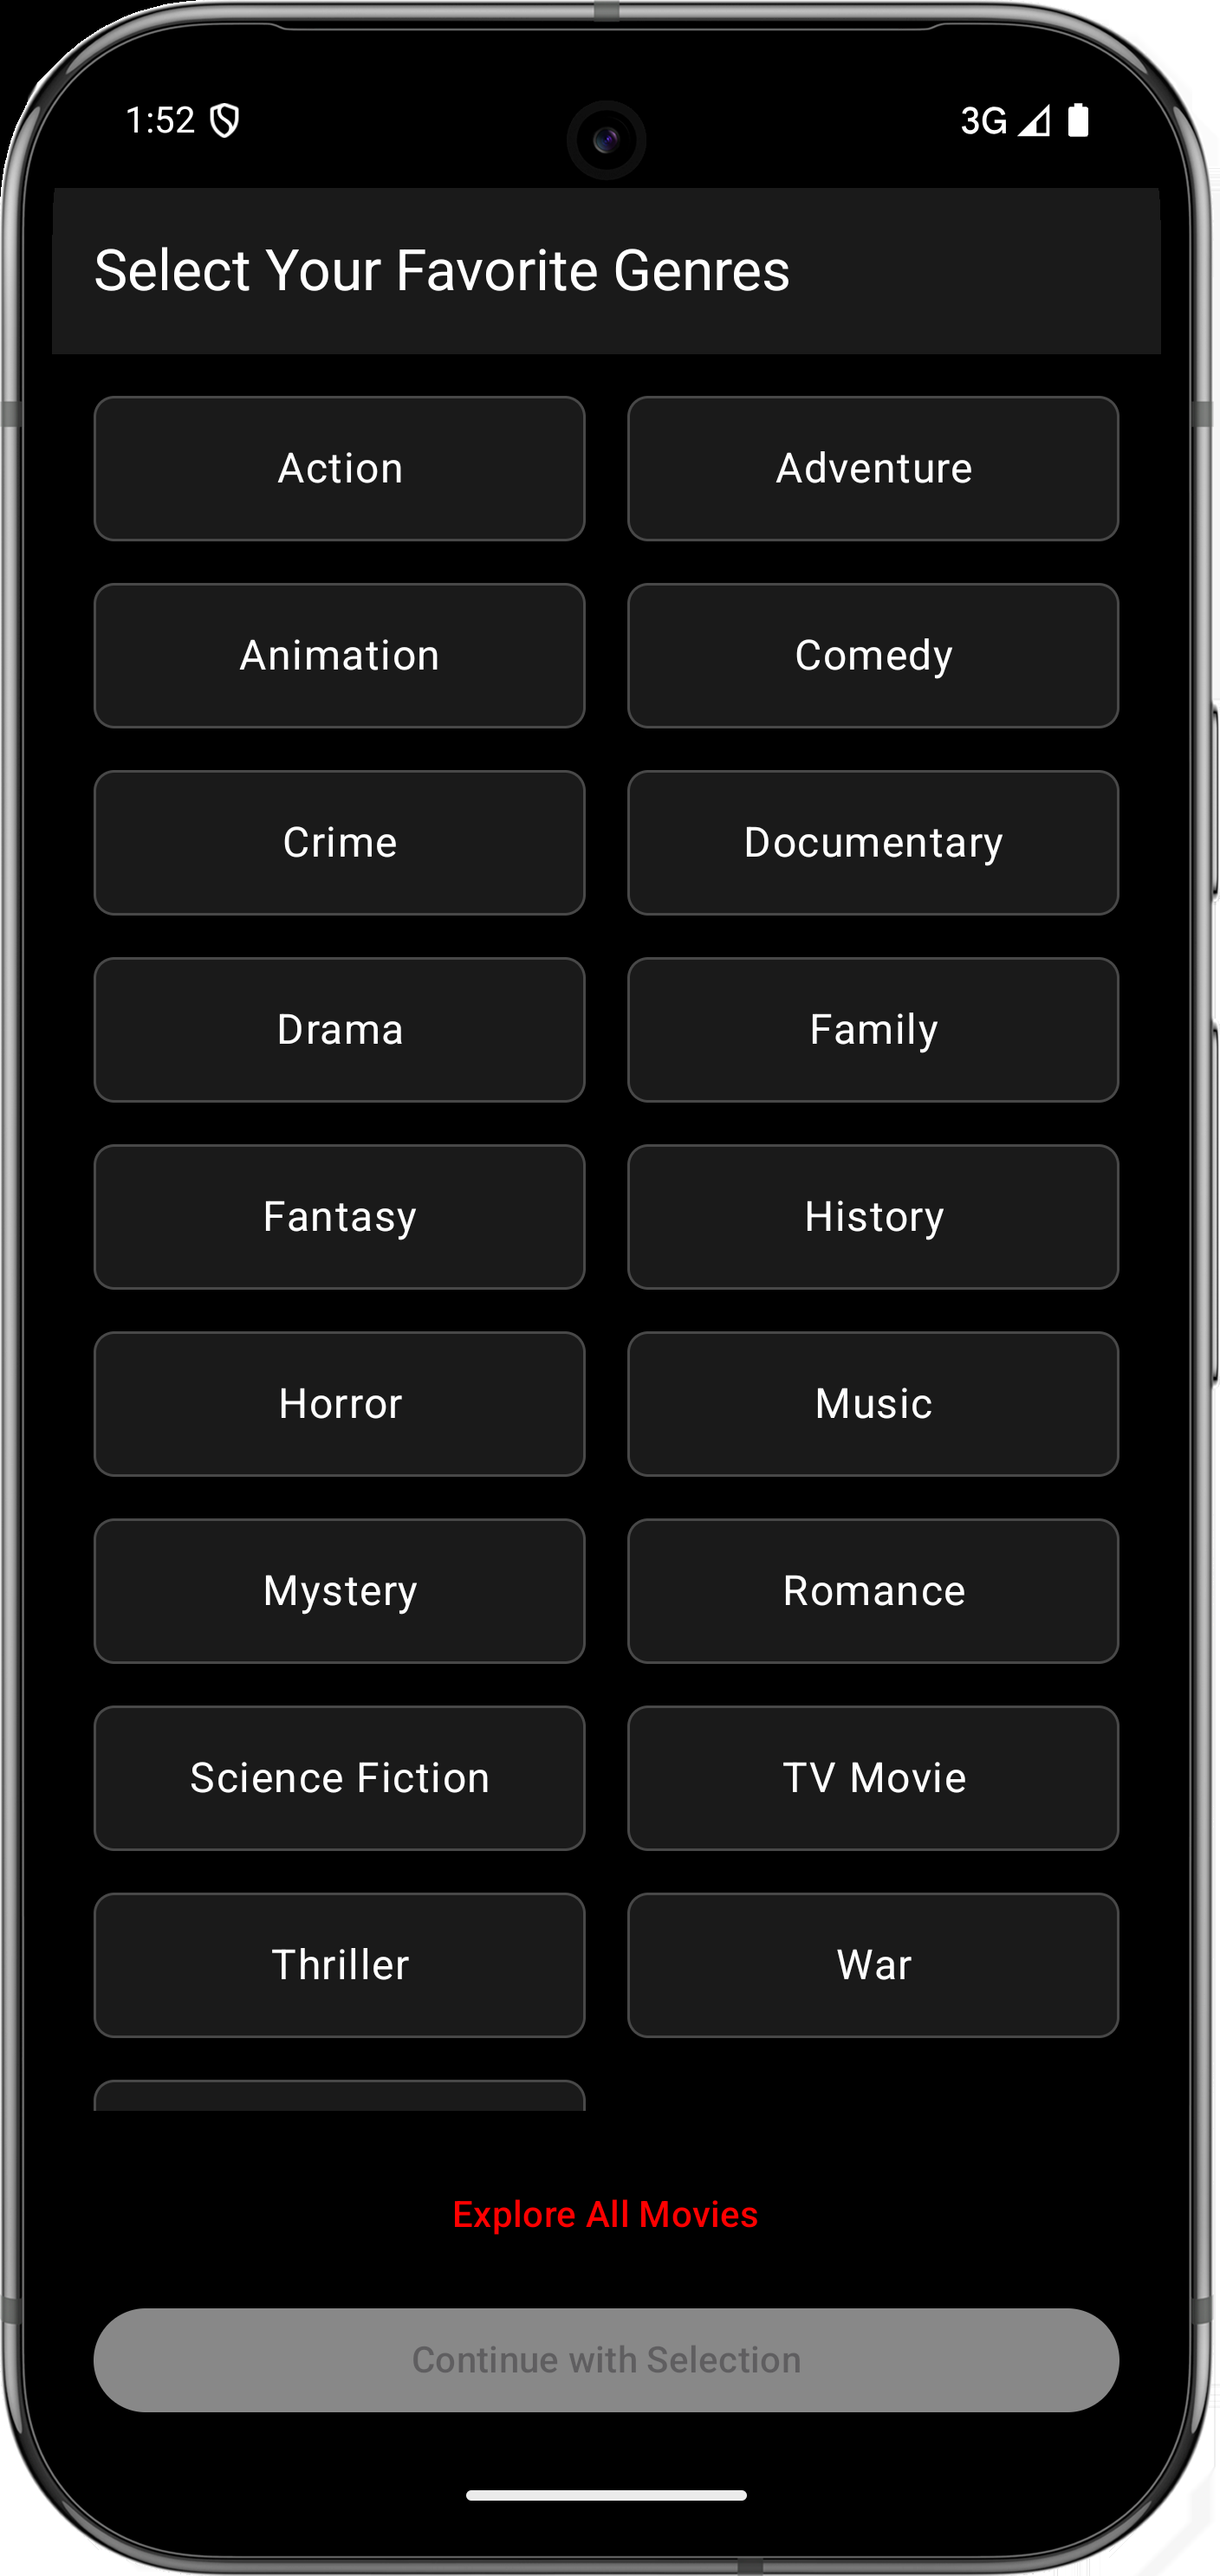 1:52 3G
Select Your Favorite Genres
Action Adventure
Animation Comedy
Crime Documentary
Drama Family
Fantasy History
Horror Music
Mystery Romance
Science Fiction TV Movie
Thriller War
Explore All Movies
Continue with Selection